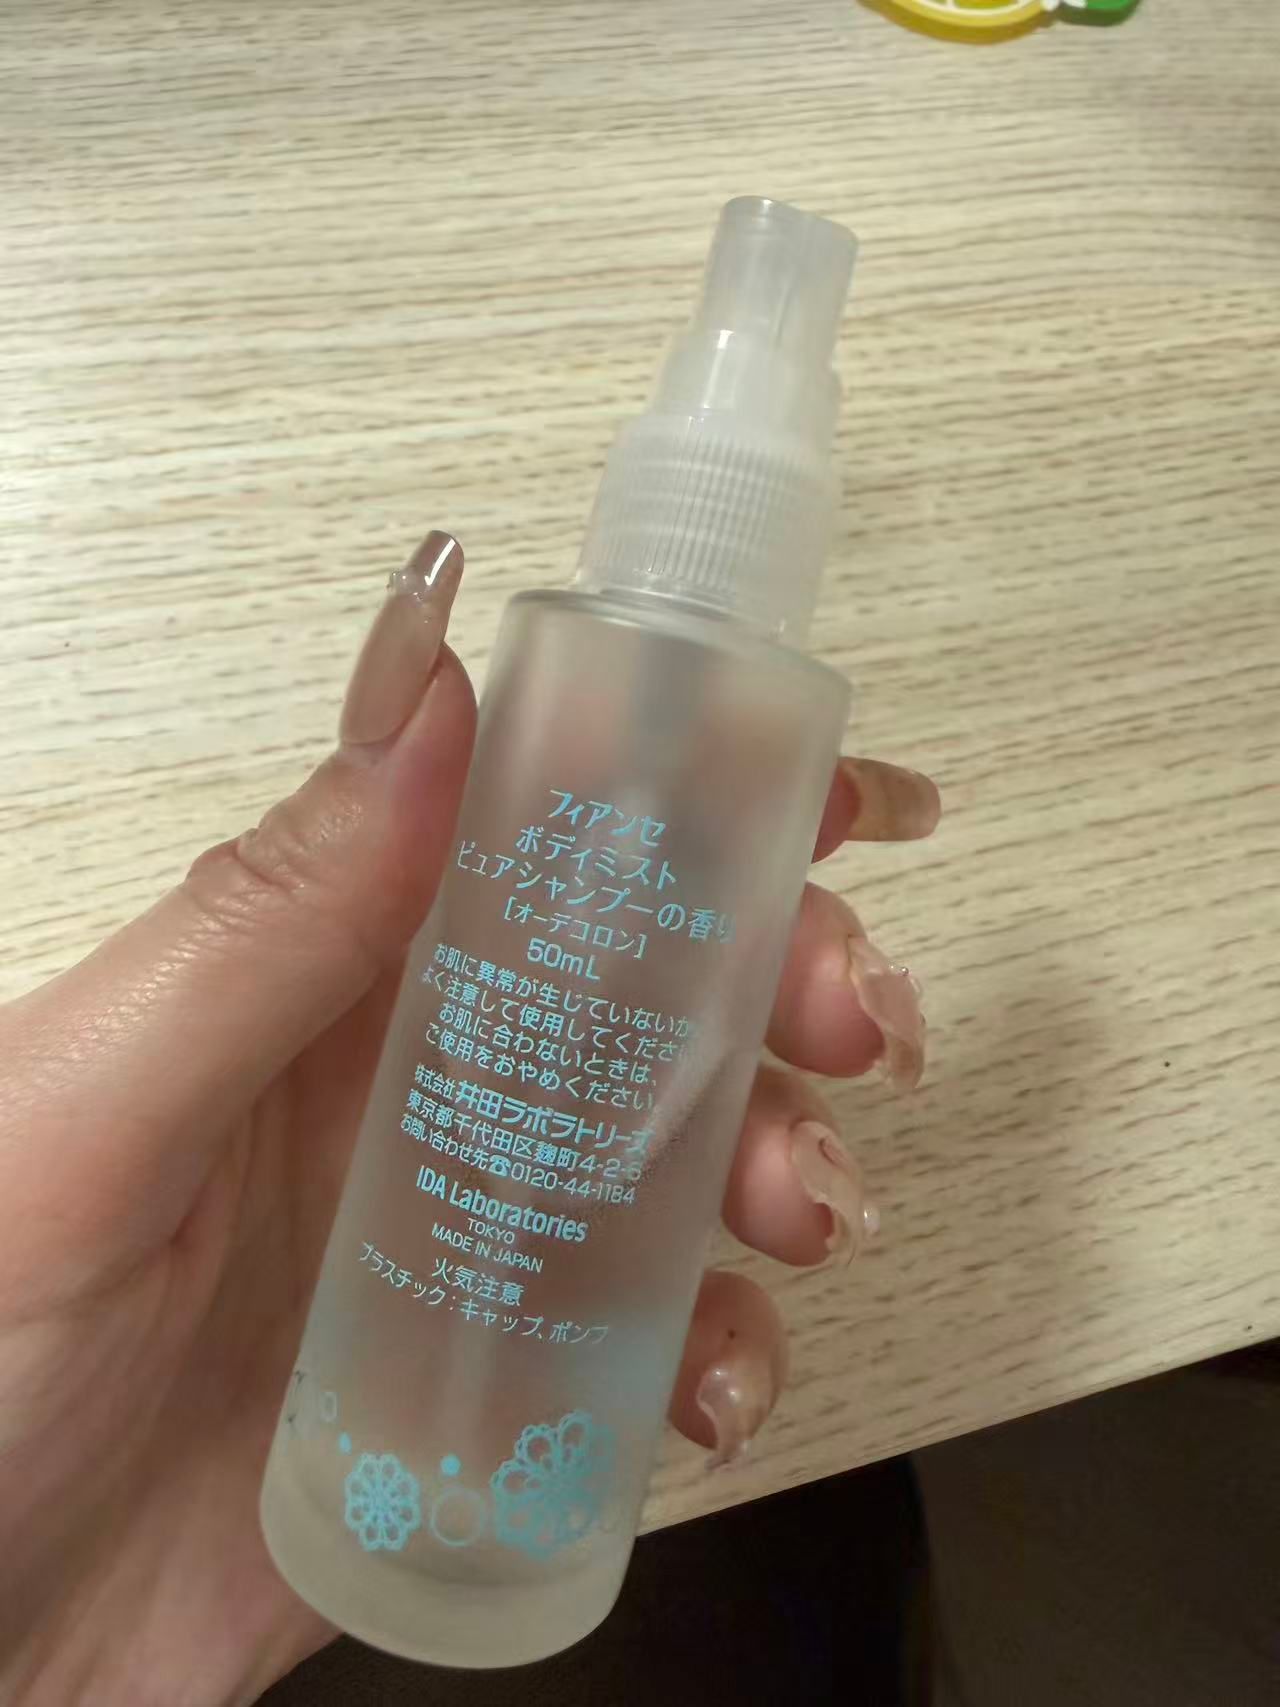 フィアンセ
ボディミスト
ピュアシャンプーの香り
[オーデコロン]
50mL
お肌に異常が生じていないか
よく注意して使用してくださ
お肌に合わないときは、
ご使用をおやめください。
株式会社 井田ラボラトリーズ
東京都千代田区麹町4-2-6
お問い合わせ先☎0120-44-1184
IDA Laboratories
TOKYO
MADE IN JAPAN
火気注意
プラスチック：キャップ、ポンプ